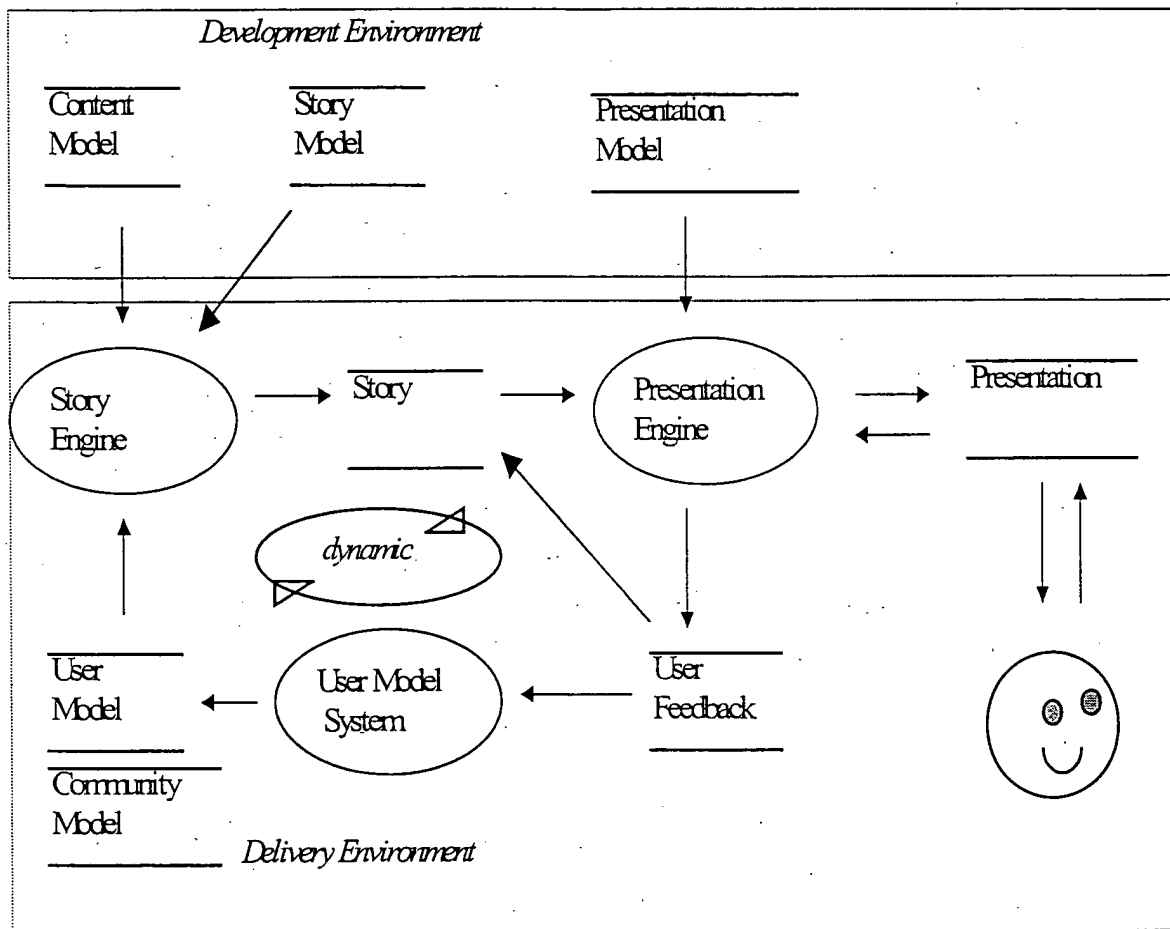 Development Environment
Content
Model
Story
Model
Presentation
Model
Story
Engine
Story
Presentation
Engine
Presentation
dynamic
User
Model
User Model
System
User
Feedback
Community
Model
Delivery Environment